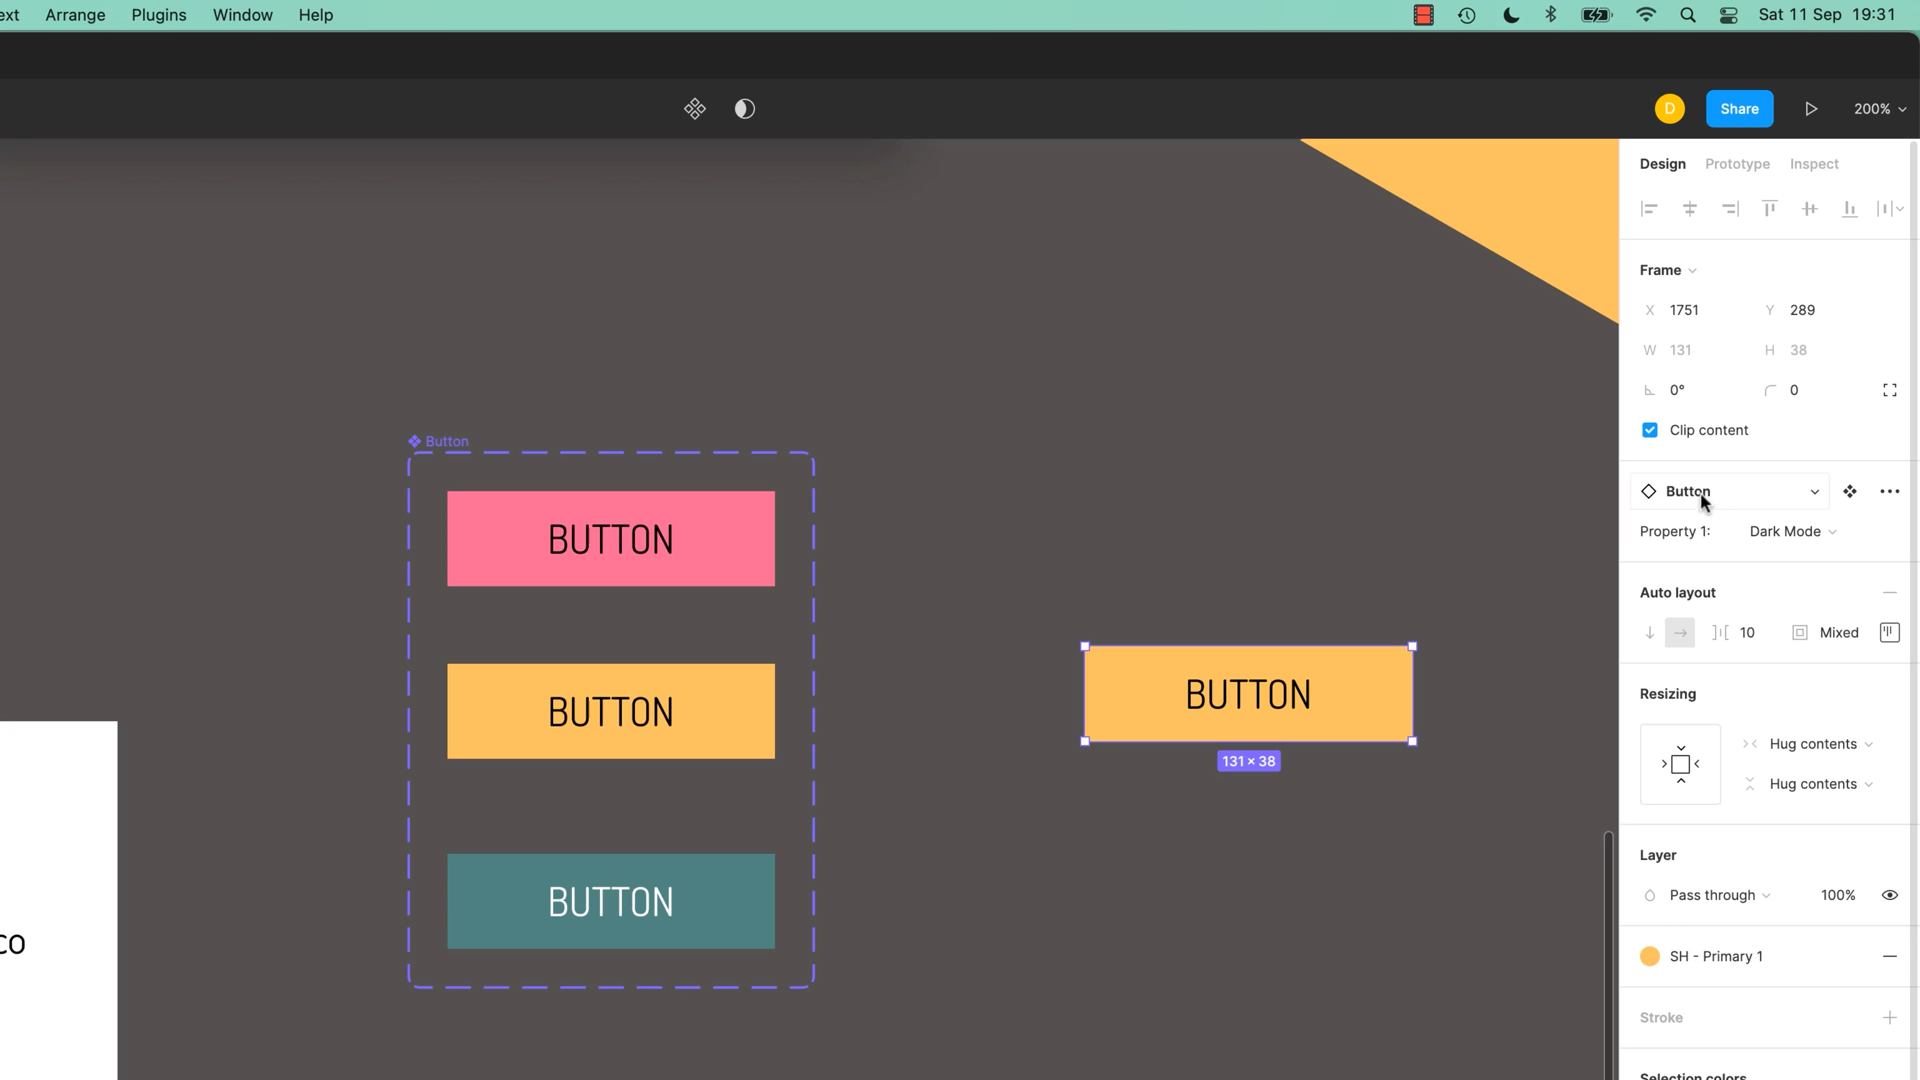 ext Arrange Plugins Window Help Sat 11 Sep 19:31
D Share 200%
Design Prototype Inspect
Frame
X 1751 Y 289
W 131 H 38
0° 0
Clip content
Button
Button
Property 1: Dark Mode
BUTTON
Auto layout
10 Mixed
BUTTON
BUTTON
131 × 38
Resizing
Hug contents
Hug contents
Layer
Pass through 100%
BUTTON
CO
SH - Primary 1
Stroke
Selection colors